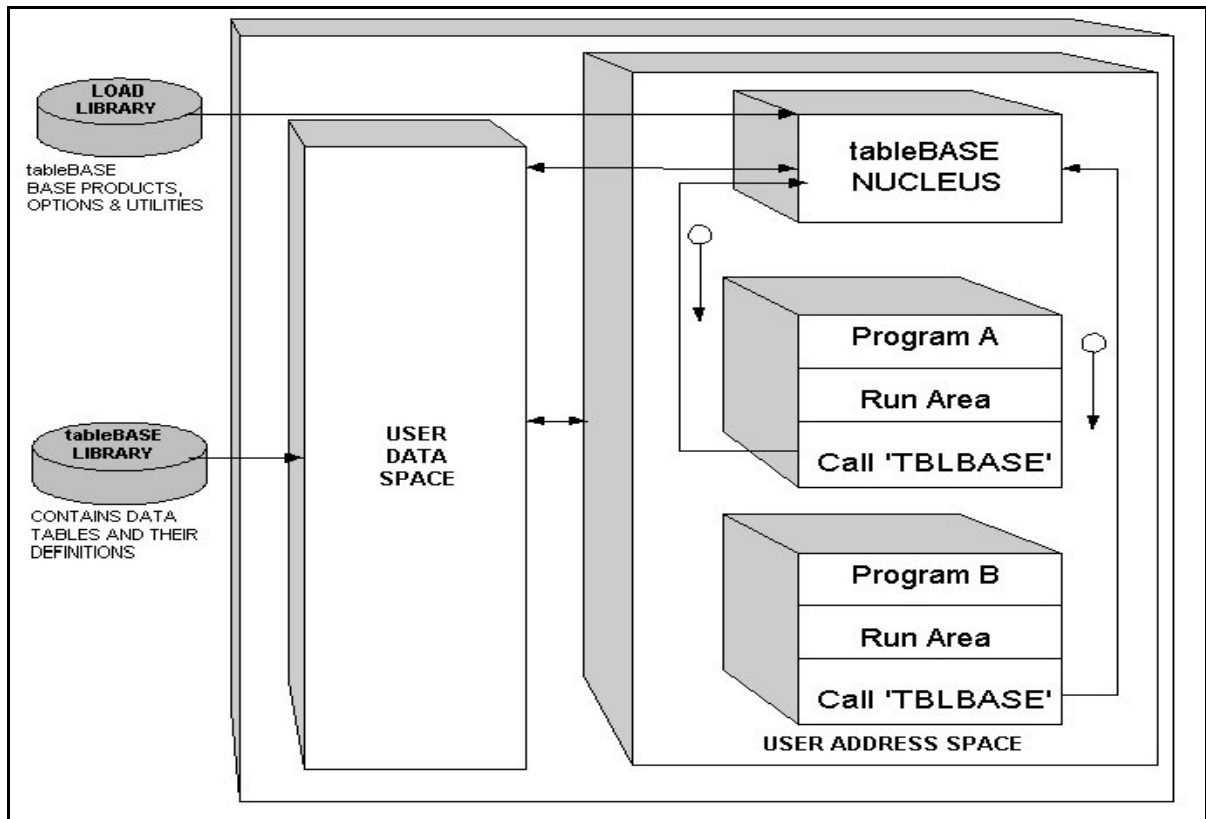 LOAD
LIBRARY
tableBASE
BASE PRODUCTS,
OPTIONS & UTILITIES
tableBASE
LIBRARY
CONTAINS DATA
TABLES AND THEIR
DEFINITIONS
USER
DATA
SPACE
tableBASE
NUCLEUS
Program A
Run Area
Call 'TBLBASE'
Program B
Run Area
Call 'TBLBASE'
USER ADDRESS SPACE